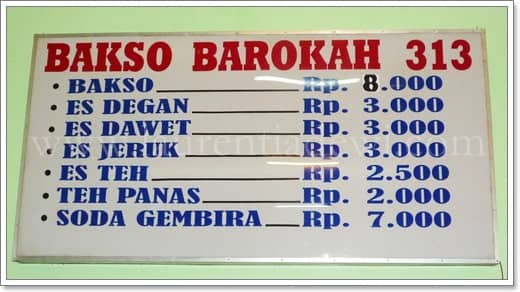 BAKSO BAROKAH 313
• BAKSO Rp. 8.000
• ES DEGAN Rp. 3.000
• ES DAWET Rp. 3.000
• ES JERUK Rp. 3.000
• ES TEH Rp. 2.500
• TEH PANAS Rp. 2.000
• SODA GEMBIRA Rp. 7.000